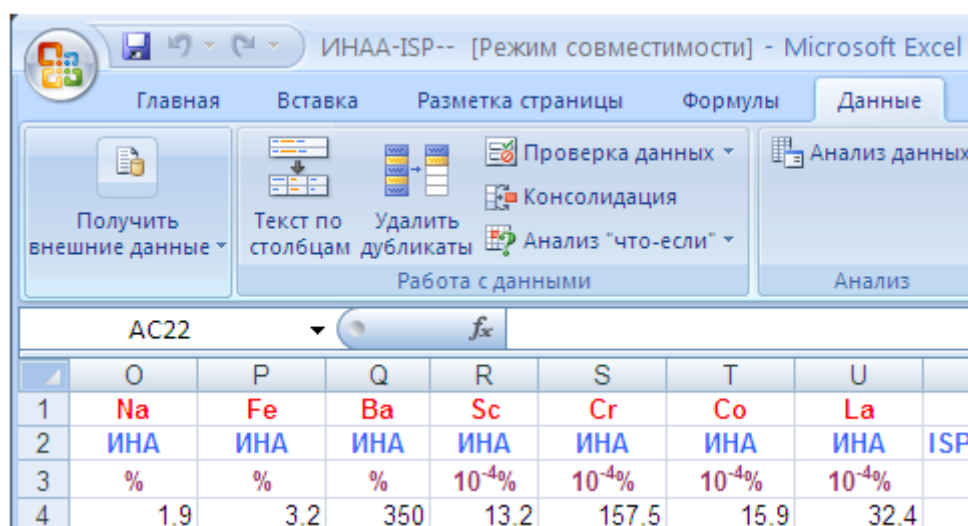 ИНАА-ISP-- [Режим совместимости] - Microsoft Excel
Главная Вставка Разметка страницы Формулы Данные
Получить внешние данные
Текст по столбцам
Удалить дубликаты
Проверка данных
Консолидация
Анализ "что-если"
Работа с данными
Анализ данных
Анализ
AC22 fx
O P Q R S T U
1 Na Fe Ba Sc Cr Co La
2 ИНА ИНА ИНА ИНА ИНА ИНА ИНА ISP
3 % % % 10⁻⁴% 10⁻⁴% 10⁻⁴% 10⁻⁴%
4 1,9 3,2 350 13,2 157,5 15,9 32,4